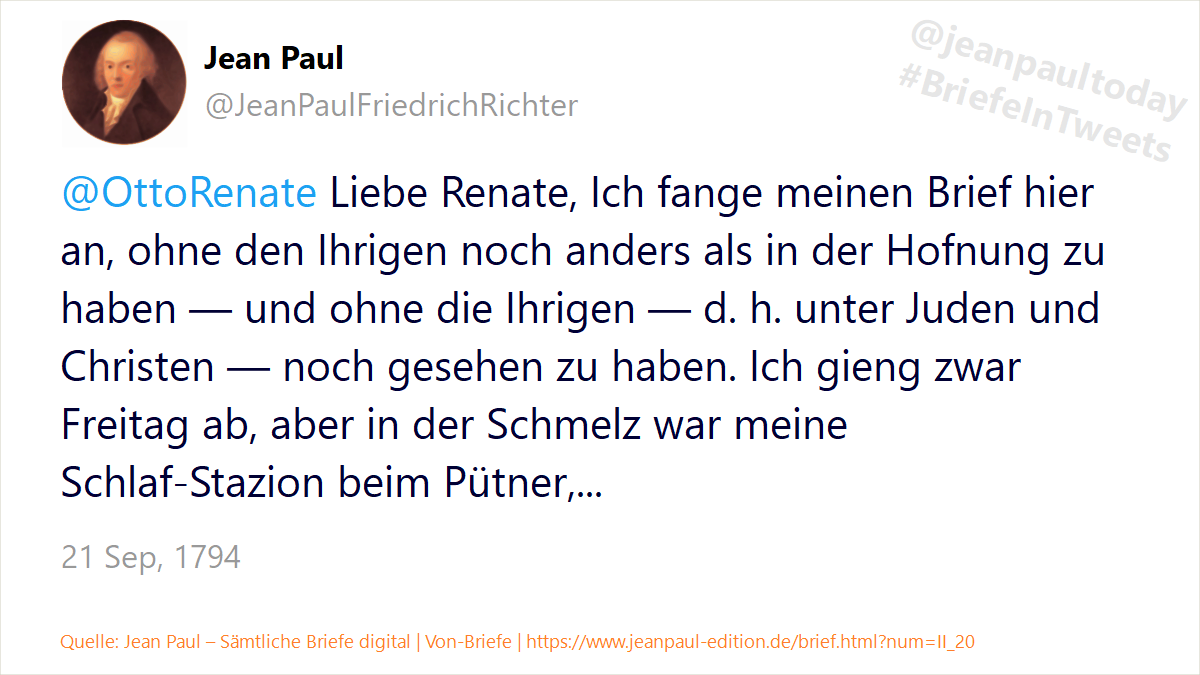 Jean Paul
@JeanPaulFriedrichRichter
@jeanpaultoday
#BriefeInTweets
@OttoRenate Liebe Renate, Ich fange meinen Brief hier
an, ohne den Ihrigen noch anders als in der Hofnung zu
haben — und ohne die Ihrigen — d. h. unter Juden und
Christen — noch gesehen zu haben. Ich gieng zwar
Freitag ab, aber in der Schmelz war meine
Schlaf-Stazion beim Pütner,...
21 Sep, 1794
Quelle: Jean Paul – Sämtliche Briefe digital | Von-Briefe | https://www.jeanpaul-edition.de/brief.html?num=II_20